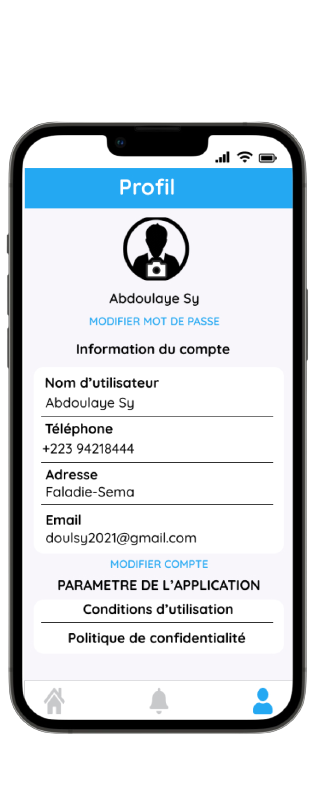 Profil
Abdoulaye Sy
MODIFIER MOT DE PASSE
Information du compte
Nom d’utilisateur
Abdoulaye Sy
Téléphone
+223 94218444
Adresse
Faladie-Sema
Email
doulsy2021@gmail.com
MODIFIER COMPTE
PARAMETRE DE L’APPLICATION
Conditions d’utilisation
Politique de confidentialité